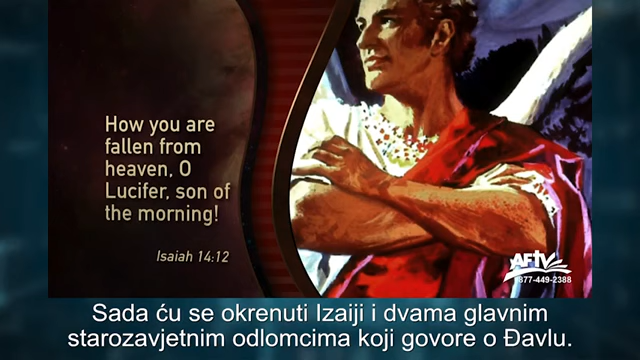 How you are
fallen from
heaven, O
Lucifer, son of
the morning!
Isaiah 14:12
AFTV
877-449-2388
Sada ću se okrenuti Izaiji i dvama glavnim
starozavjetnim odlomcima koji govore o Đavlu.